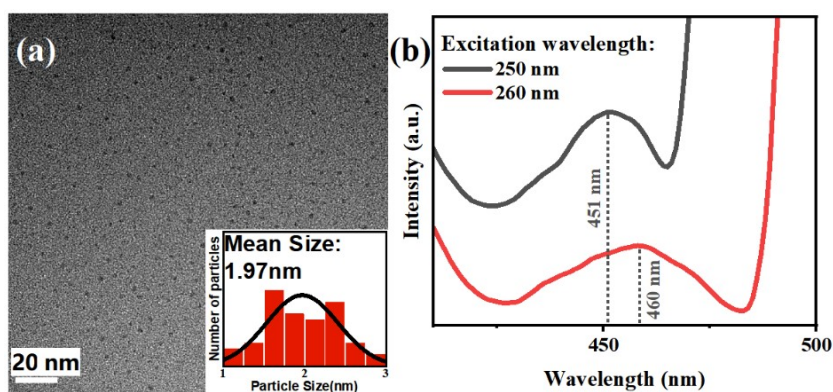 (a)
20 nm
Mean Size:
1.97nm
Number of particles
1
2
3
Particle Size(nm)
(b)
Excitation wavelength:
250 nm
260 nm
451 nm
460 nm
Intensity (a.u.)
450
500
Wavelength (nm)